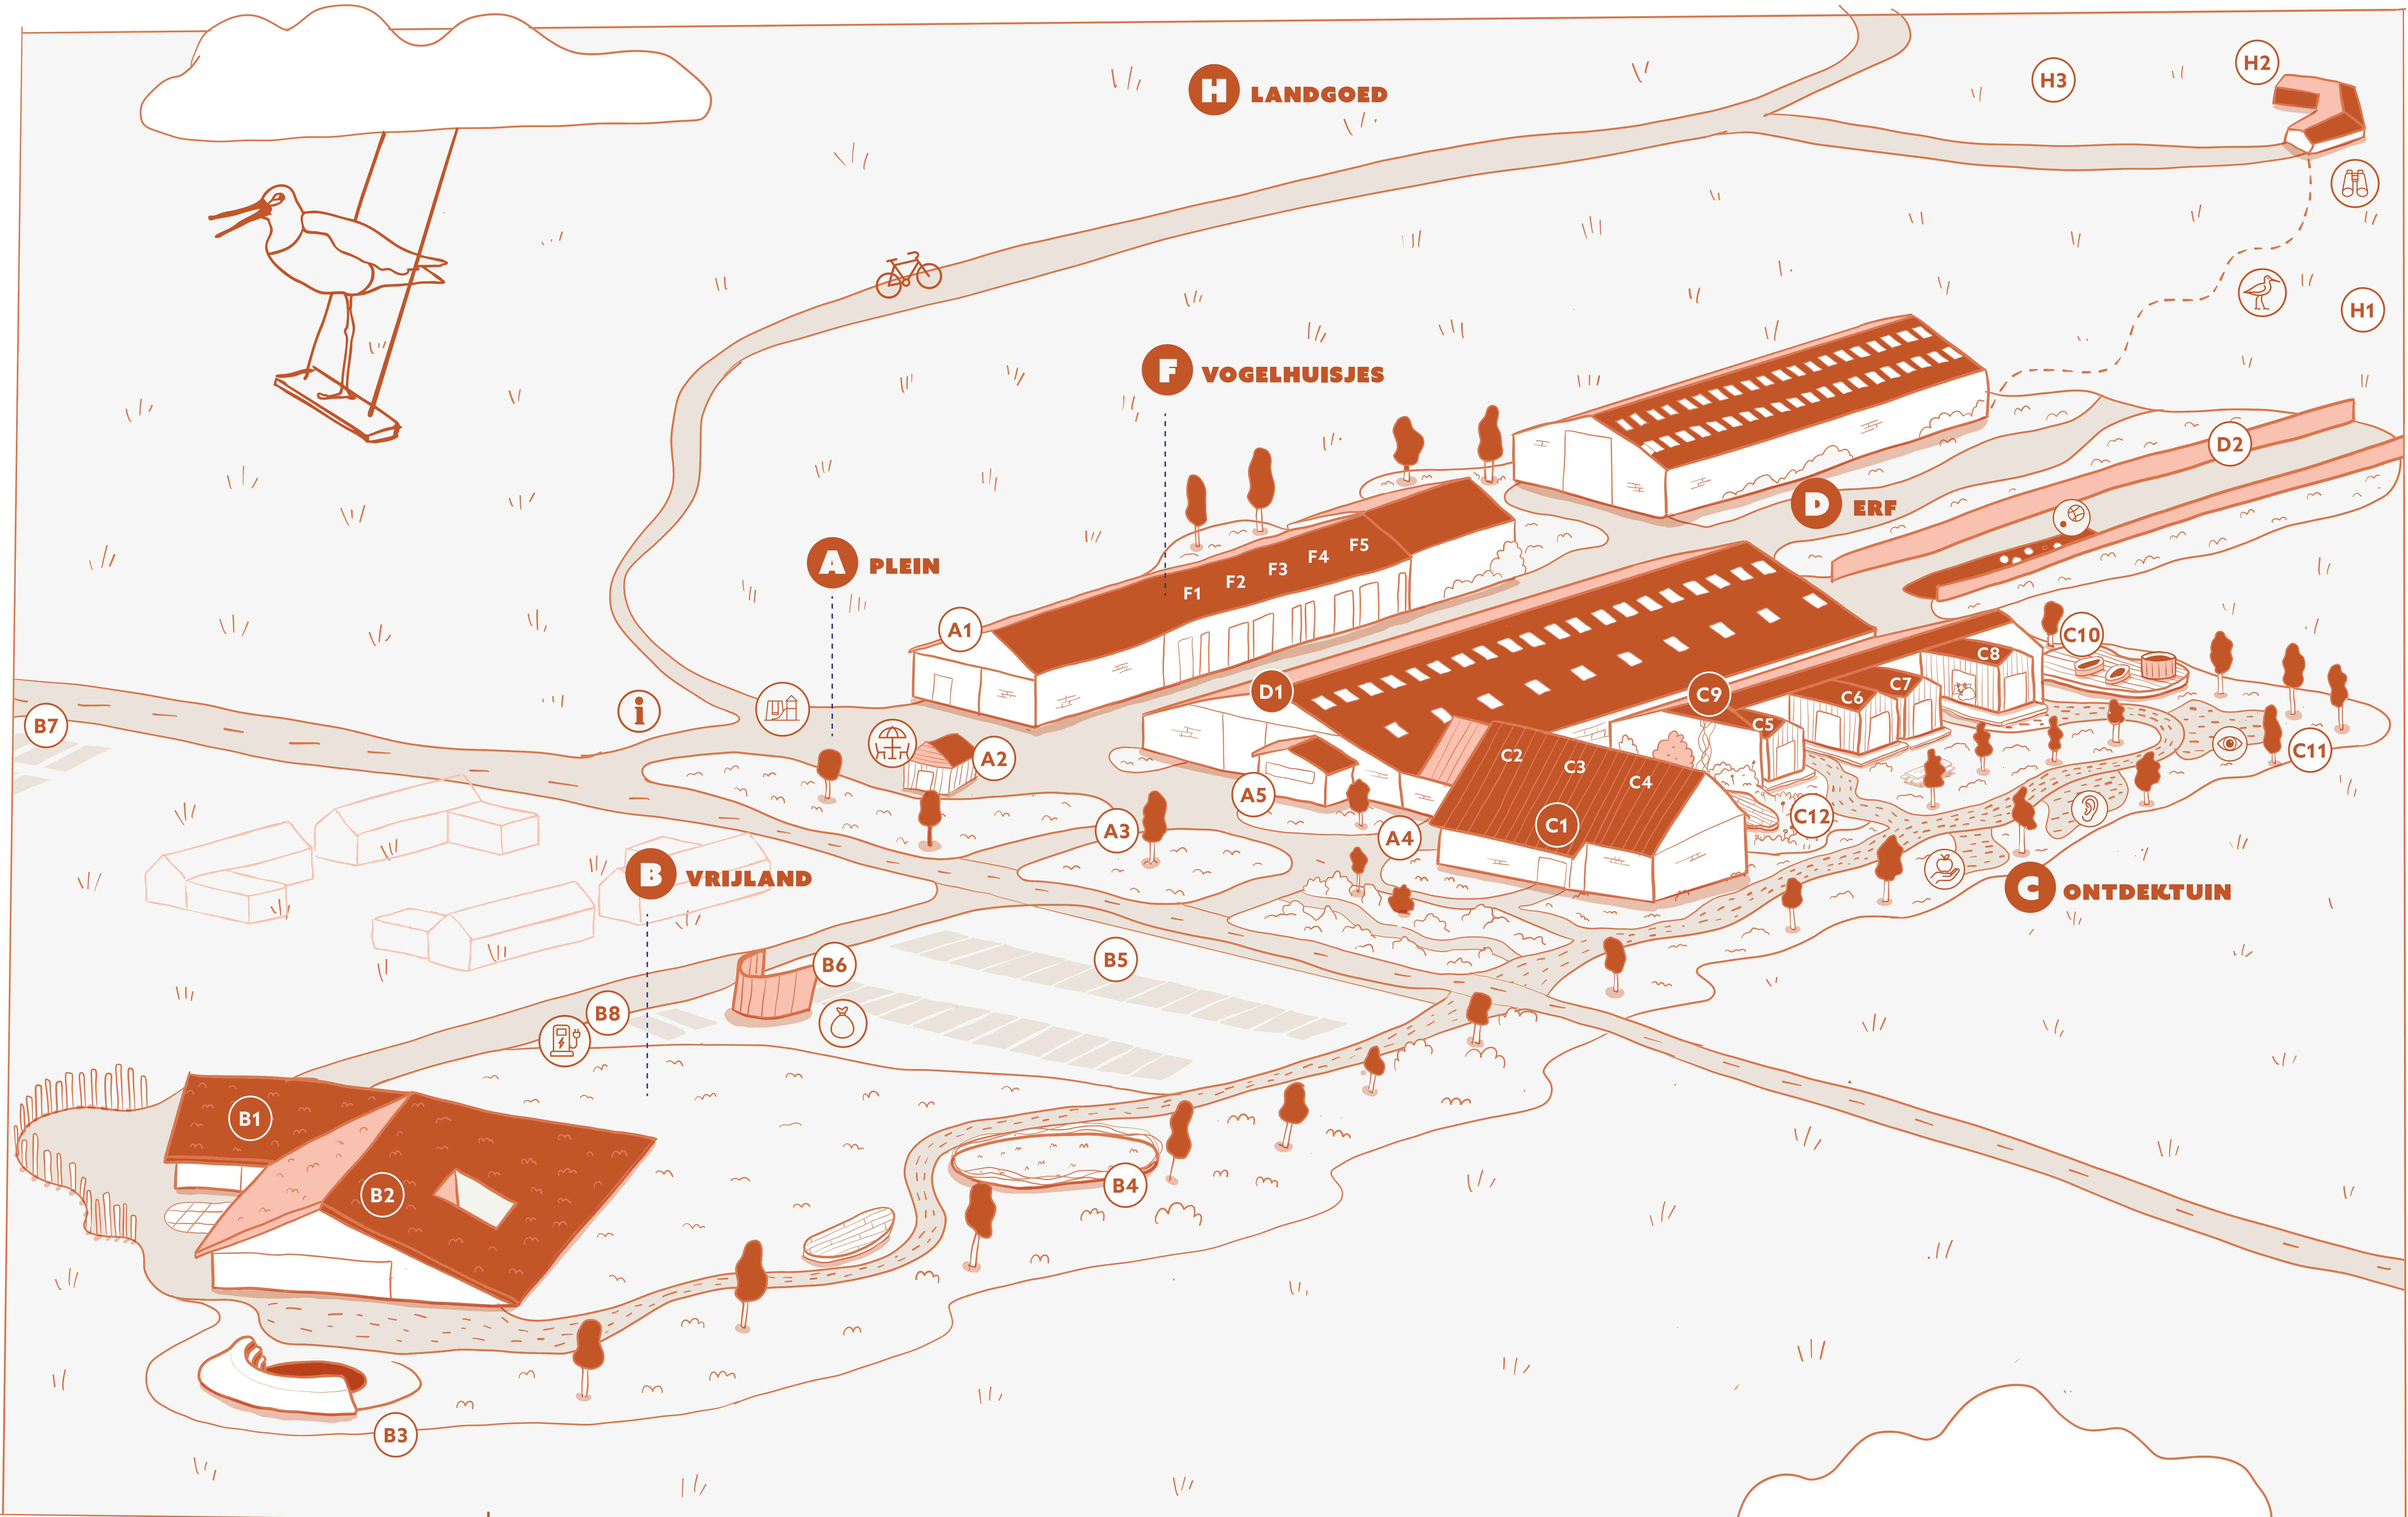 H LANDGOED
H3
H2
H1
F VOGELHUISJES
D2
D ERF
A PLEIN
F1 F2 F3 F4 F5
A1
i
B7
A2
D1
C9
C5
C6
C7
C8
C10
C11
C2
C3
C4
C1
C12
A5
A3
A4
B VRIJLAND
C ONTDEKTUIN
B6
B5
B8
B1
B2
B4
B3